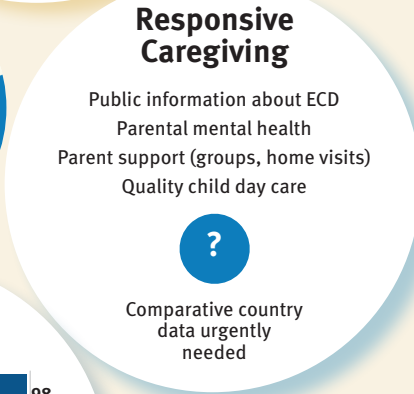 Responsive
Caregiving
Public information about ECD
Parental mental health
Parent support (groups, home visits)
Quality child day care
?
Comparative country
data urgently
needed
98